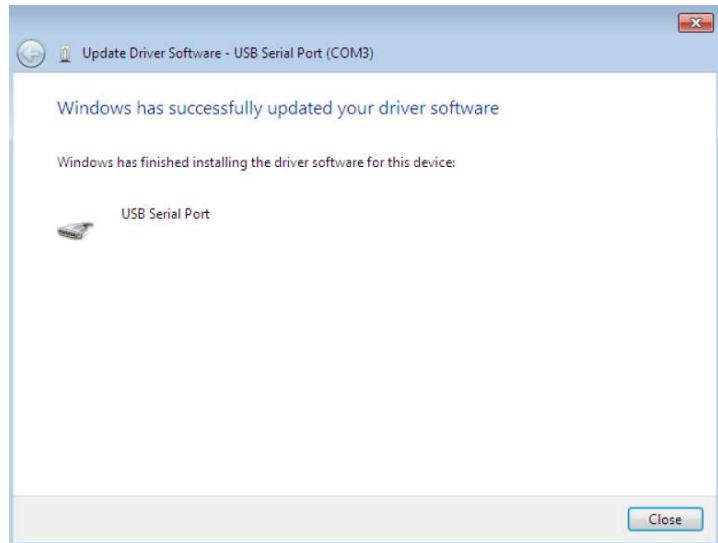 Update Driver Software - USB Serial Port (COM3)
Windows has successfully updated your driver software
Windows has finished installing the driver software for this device:
USB Serial Port
Close